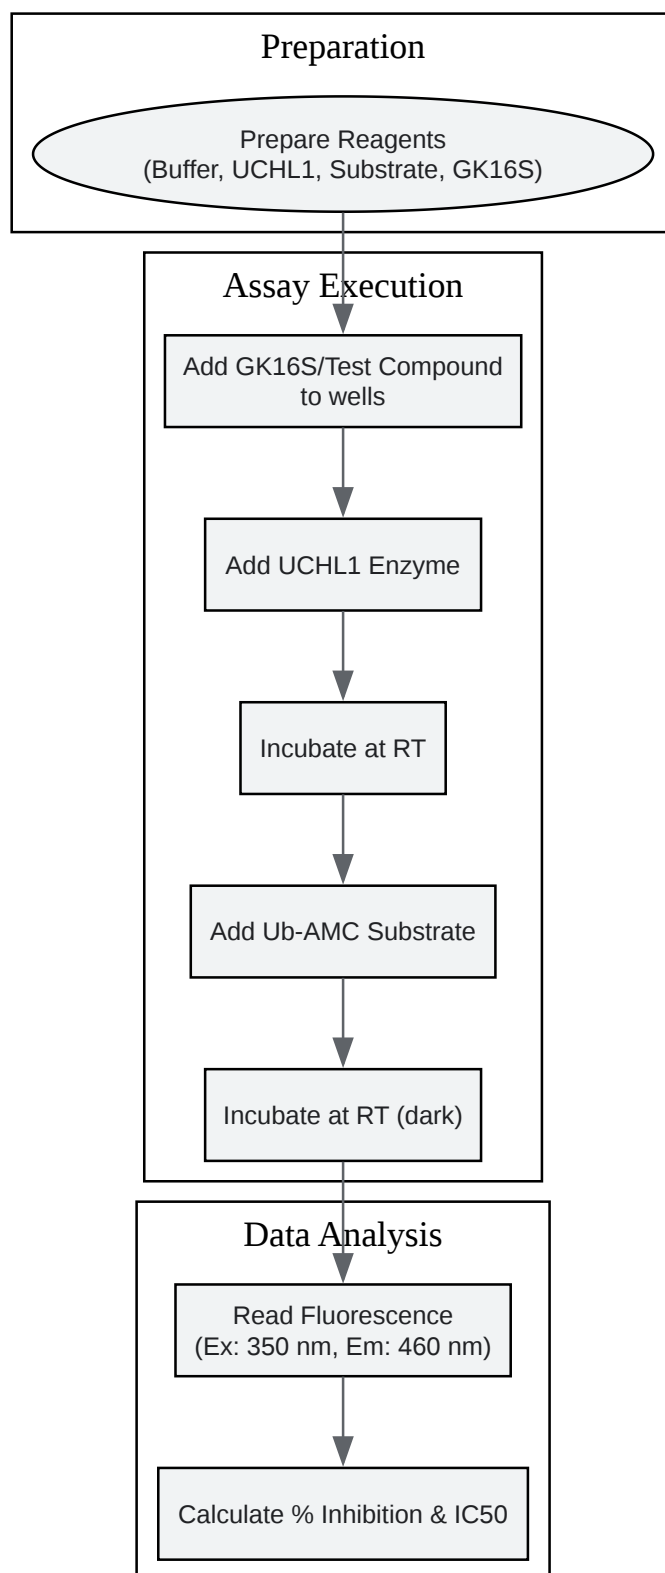 Preparation
Prepare Reagents
(Buffer, UCHL1, Substrate, GK16S)
Assay Execution
Add GK16S/Test Compound
to wells
Add UCHL1 Enzyme
Incubate at RT
Add Ub-AMC Substrate
Incubate at RT (dark)
Data Analysis
Read Fluorescence
(Ex: 350 nm, Em: 460 nm)
Calculate % Inhibition & IC50